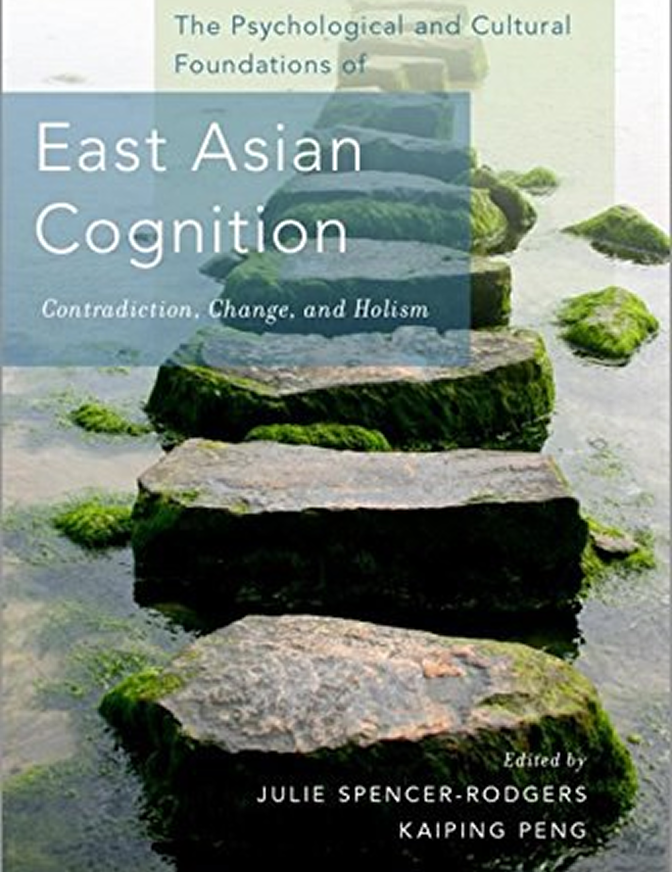 The Psychological and Cultural
Foundations of
East Asian
Cognition
Contradiction, Change, and Holism
Edited by
JULIE SPENCER-RODGERS
KAIPING PENG